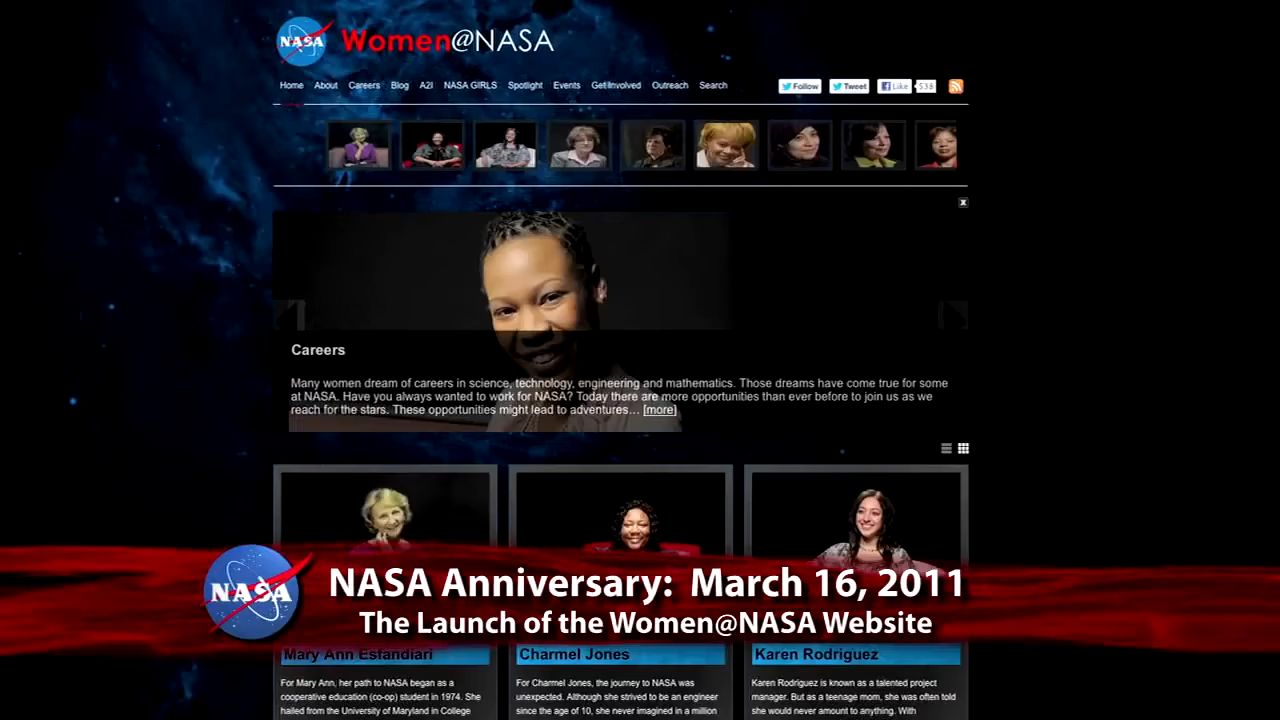 NASA
Women@NASA
Home About Careers Blog A2I NASA GIRLS Spotlight Events Get Involved Outreach Search
Follow Tweet Like 538
x
Careers
Many women dream of careers in science, technology, engineering and mathematics. Those dreams have come true for some
at NASA. Have you always wanted to work for NASA? Today there are more opportunities than ever before to join us as we
reach for the stars. These opportunities might lead to adventures… [more]
NASA
NASA Anniversary: March 16, 2011
The Launch of the Women@NASA Website
Mary Ann Esfandiari
For Mary Ann, her path to NASA began as a
cooperative education (co-op) student in 1974. She
hailed from the University of Maryland in College
Charmel Jones
For Charmel Jones, the journey to NASA was
unexpected. Although she strived to be an engineer
since the age of 10, she never imagined in a million
Karen Rodriguez
Karen Rodriguez is known as a talented project
manager. But as a teenage mom, she was often told
she would never amount to anything. With